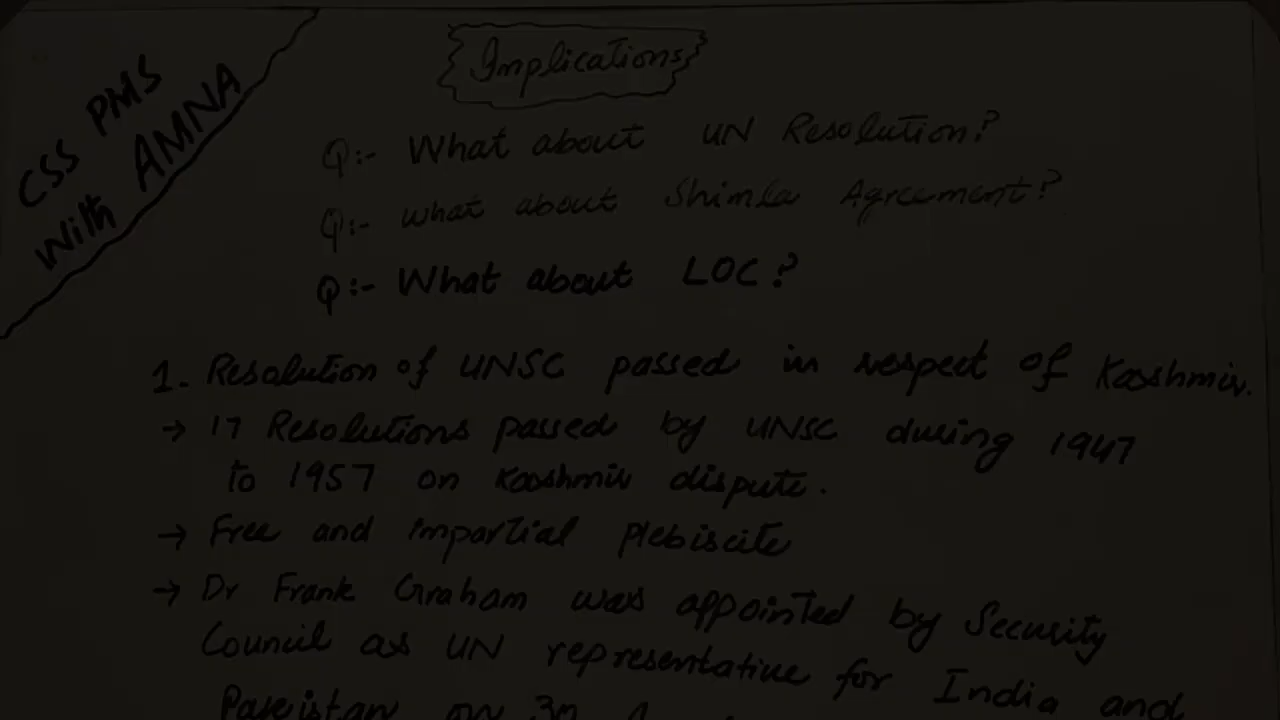 CSS PMS
With AMNA
Implications
Q:- What about UN Resolution?
Q:- what about Shimla Agreement?
Q:- What about LOC?
1. Resolution of UNSC passed in respect of Kashmir.
→ 17 Resolutions passed by UNSC during 1947
to 1957 on Kashmir dispute.
→ Free and impartial Plebiscite
→ Dr Frank Graham was appointed by Security
Council as UN representative for India and
Pakistan on 30